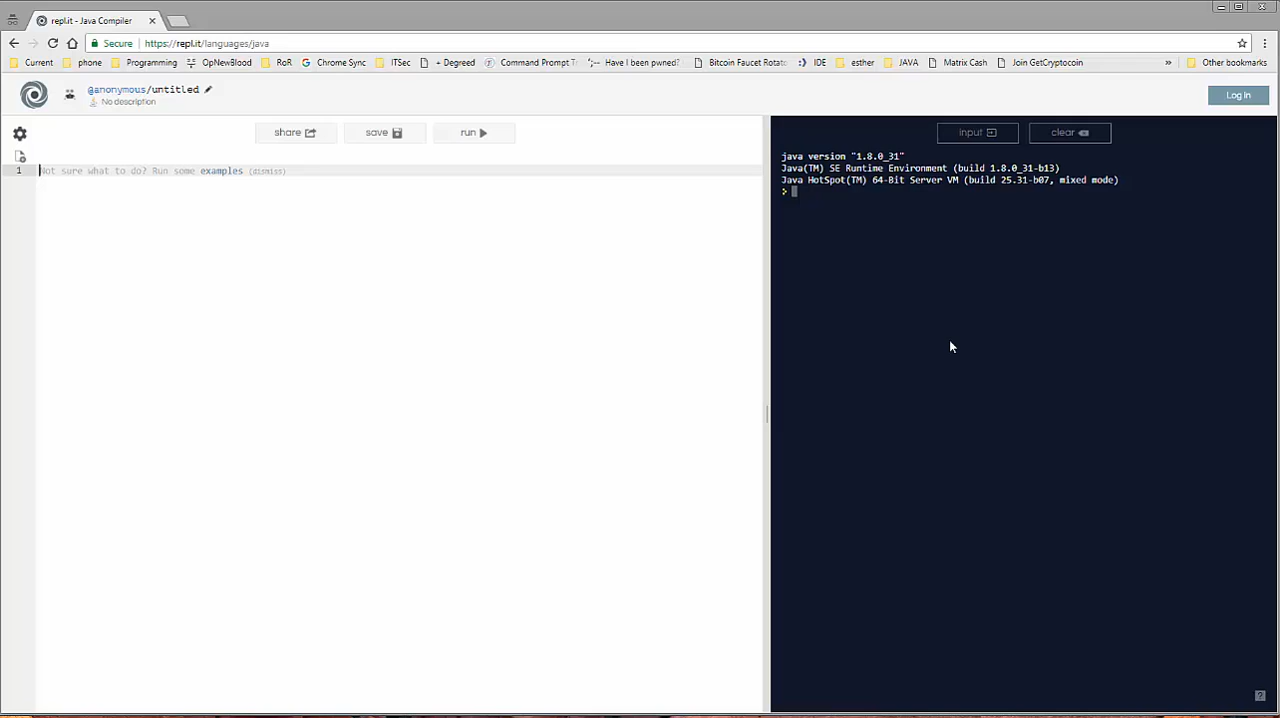 repl.it - Java Compiler
Secure https://repl.it/languages/java
Current phone Programming OpNewBlood RoR Chrome Sync ITSec + Degreed Command Prompt T Have I been pwned? Bitcoin Faucet Rotato IDE esther JAVA Matrix Cash Join GetCryptocoin » Other bookmarks
@anonymous/untitled
No description
Log In
share save run
input clear
1 Not sure what to do? Run some examples (dismiss)
java version "1.8.0_31"
Java(TM) SE Runtime Environment (build 1.8.0_31-b13)
Java HotSpot(TM) 64-Bit Server VM (build 25.31-b07, mixed mode)
>
?